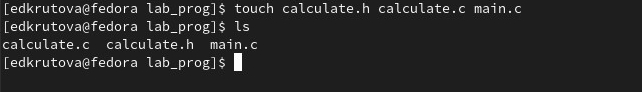 [edkrutova@fedora lab_prog]$ touch calculate.h calculate.c main.c
[edkrutova@fedora lab_prog]$ ls
calculate.c  calculate.h  main.c
[edkrutova@fedora lab_prog]$